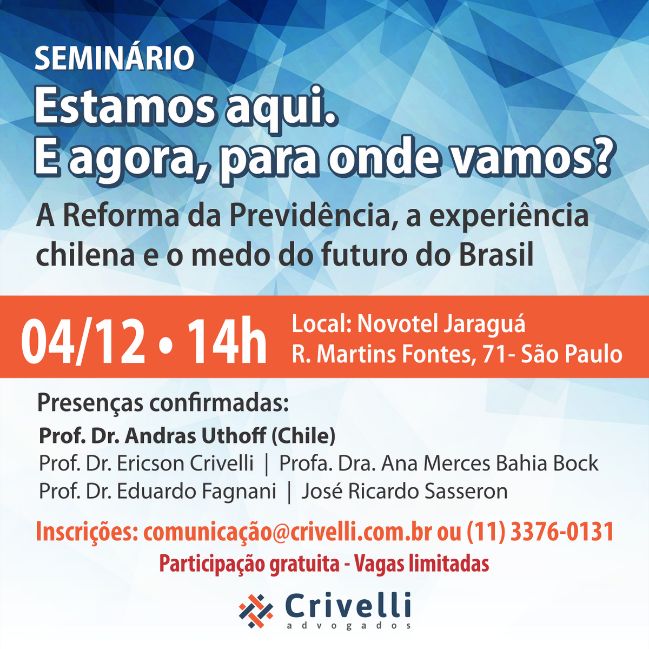 SEMINÁRIO
Estamos aqui.
E agora, para onde vamos?
A Reforma da Previdência, a experiência
chilena e o medo do futuro do Brasil
04/12 • 14h
Local: Novotel Jaraguá
R. Martins Fontes, 71- São Paulo
Presenças confirmadas:
Prof. Dr. Andras Uthoff (Chile)
Prof. Dr. Ericson Crivelli | Profa. Dra. Ana Merces Bahia Bock
Prof. Dr. Eduardo Fagnani | José Ricardo Sasseron
Inscrições: comunicação@crivelli.com.br ou (11) 3376-0131
Participação gratuita - Vagas limitadas
Crivelli
advogados